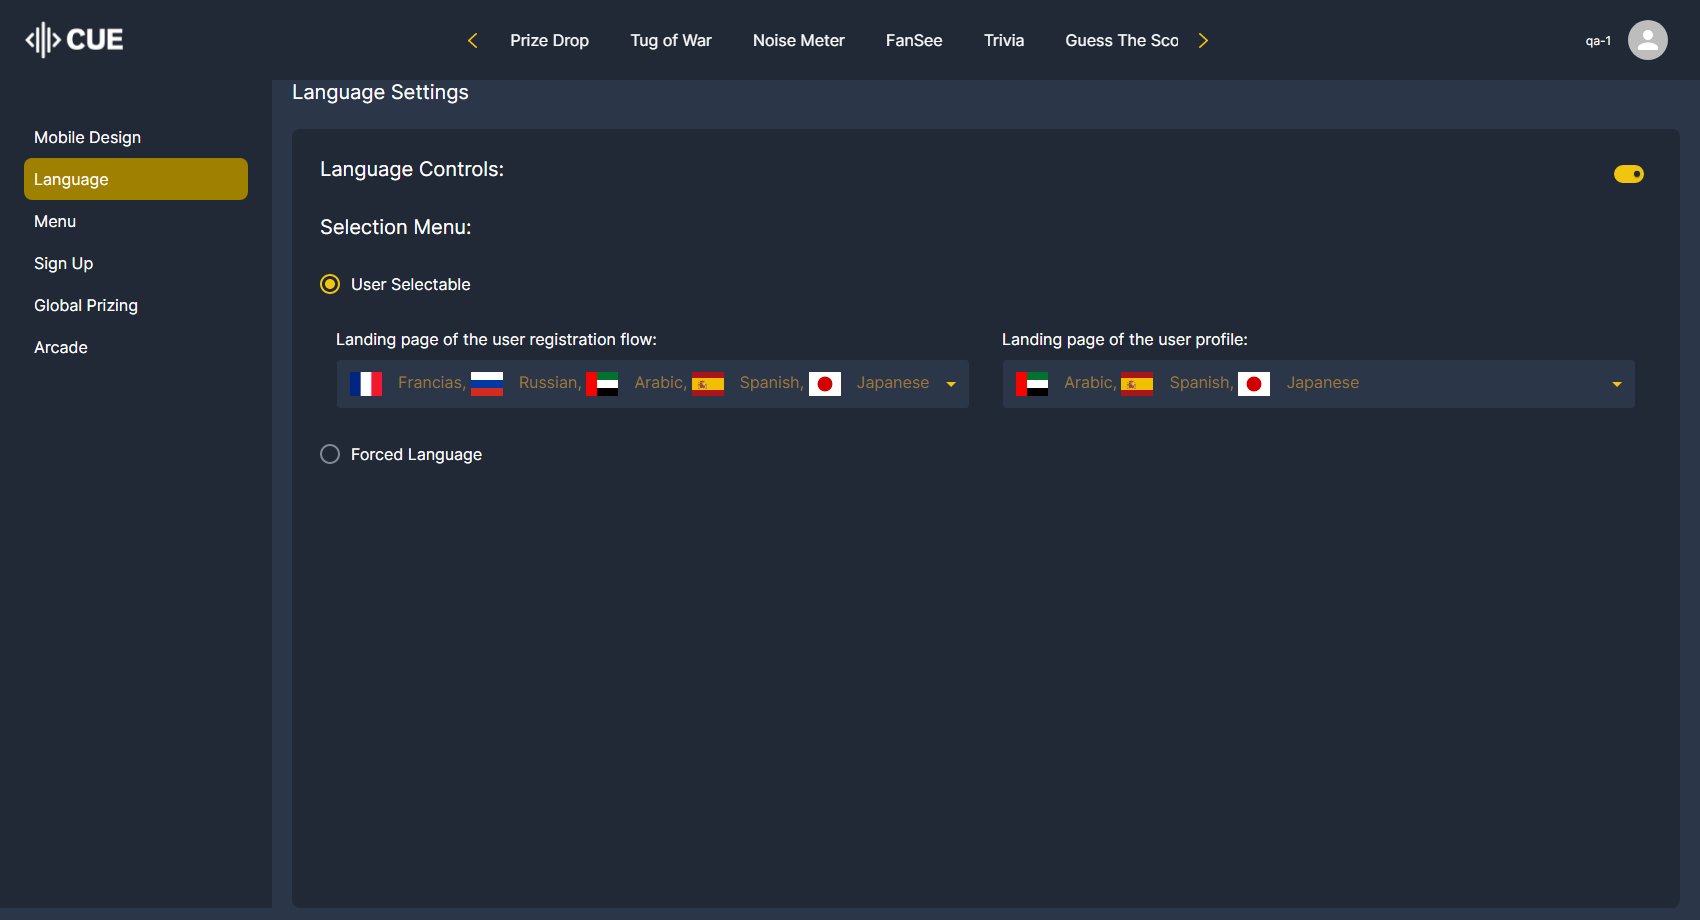 CUE
Prize Drop Tug of War Noise Meter FanSee Trivia Guess The Sco
qa-1
Mobile Design
Language
Menu
Sign Up
Global Prizing
Arcade
Language Settings
Language Controls:
Selection Menu:
User Selectable
Landing page of the user registration flow:
Francias, Russian, Arabic, Spanish, Japanese
Landing page of the user profile:
Arabic, Spanish, Japanese
Forced Language